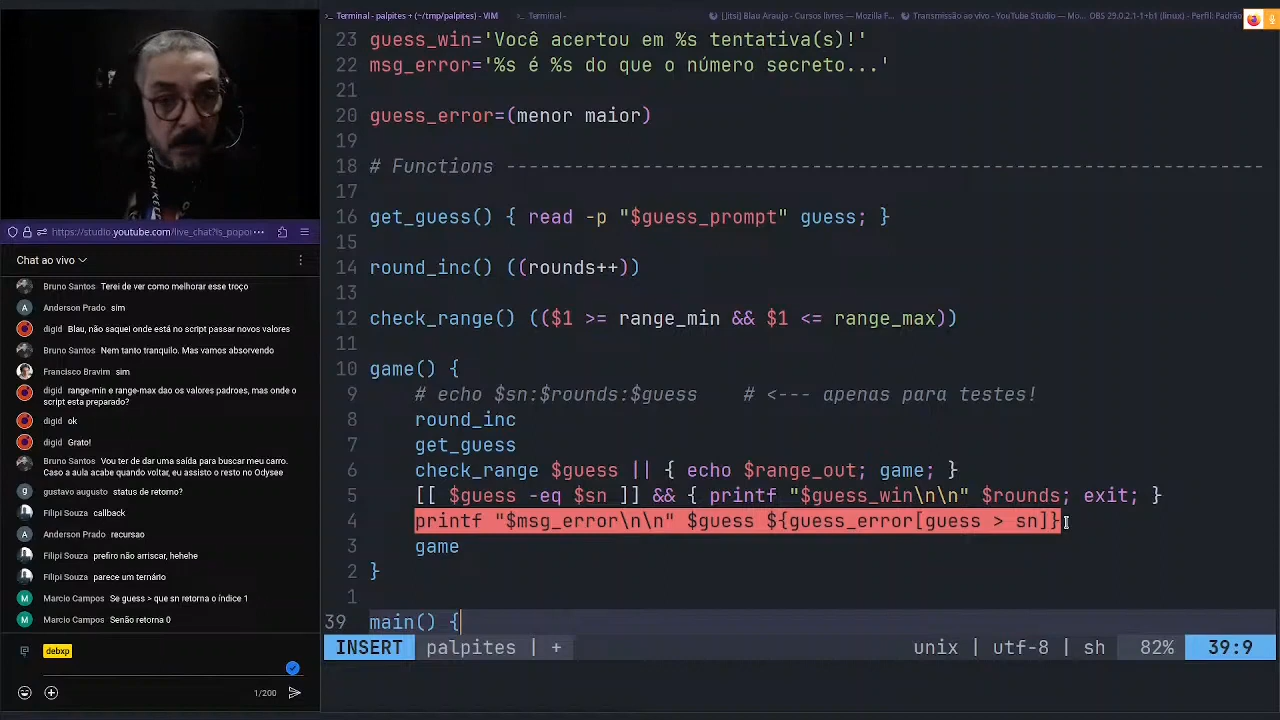 Terminal - palpites + (~/tmp/palpites) - VIM
Terminal -
[Jitsi] Blau Araujo - Cursos livres — Mozilla F...
Transmissão ao vivo - YouTube Studio — Mo...
OBS 29.0.2.1-1+b1 (linux) - Perfil: Padrão
23 guess_win='Você acertou em %s tentativa(s)!'
22 msg_error='%s é %s do que o número secreto...'
21
20 guess_error=(menor maior)
19
18 # Functions ------------------------------------------------------------------
17
16 get_guess() { read -p "$guess_prompt" guess; }
15
14 round_inc() ((rounds++))
13
12 check_range() (($1 >= range_min && $1 <= range_max))
11
10 game() {
9 # echo $sn:$rounds:$guess # <--- apenas para testes!
8 round_inc
7 get_guess
6 check_range $guess || { echo $range_out; game; }
5 [[ $guess -eq $sn ]] && { printf "$guess_win\n\n" $rounds; exit; }
4 printf "$msg_error\n\n" $guess ${guess_error[guess > sn]}
3 game
2 }
1
39 main() {
INSERT palpites | + unix | utf-8 | sh 82% 39:9
https://studio.youtube.com/live_chat?is_popo
Chat ao vivo
Bruno Santos Terei de ver como melhorar esse troço
A Anderson Prado sim
digid Blau, não saquei onde está no script passar novos valores
Bruno Santos Nem tanto tranquilo. Mas vamos absorvendo
Francisco Bravim sim
digid range-min e range-max dao os valores padroes, mas onde o
script esta preparado?
digid ok
digid Grato!
Bruno Santos Vou ter de dar uma saída para buscar meu carro.
Caso a aula acabe quando voltar, eu assisto o resto no Odysee
g gustavo augusto status de retorno?
Filipi Souza callback
A Anderson Prado recursao
Filipi Souza prefiro não arriscar, hehehe
Filipi Souza parece um ternário
M Marcio Campos Se guess > que sn retorna o índice 1
M Marcio Campos Senão retorna 0
debxp
1/200